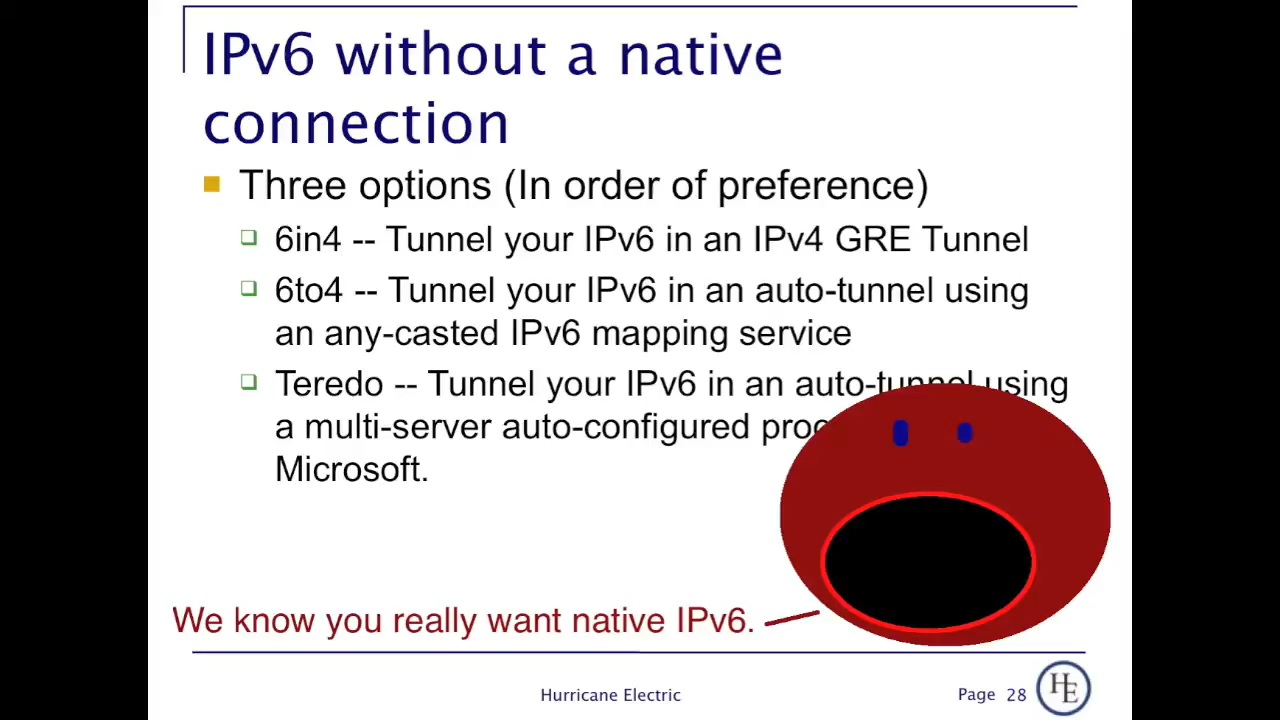 IPv6 without a native
connection
Three options (In order of preference)
6in4 -- Tunnel your IPv6 in an IPv4 GRE Tunnel
6to4 -- Tunnel your IPv6 in an auto-tunnel using
an any-casted IPv6 mapping service
Teredo -- Tunnel your IPv6 in an auto-tunnel using
a multi-server auto-configured
Microsoft.
We know you really want native IPv6.
Hurricane Electric
Page 28
HE